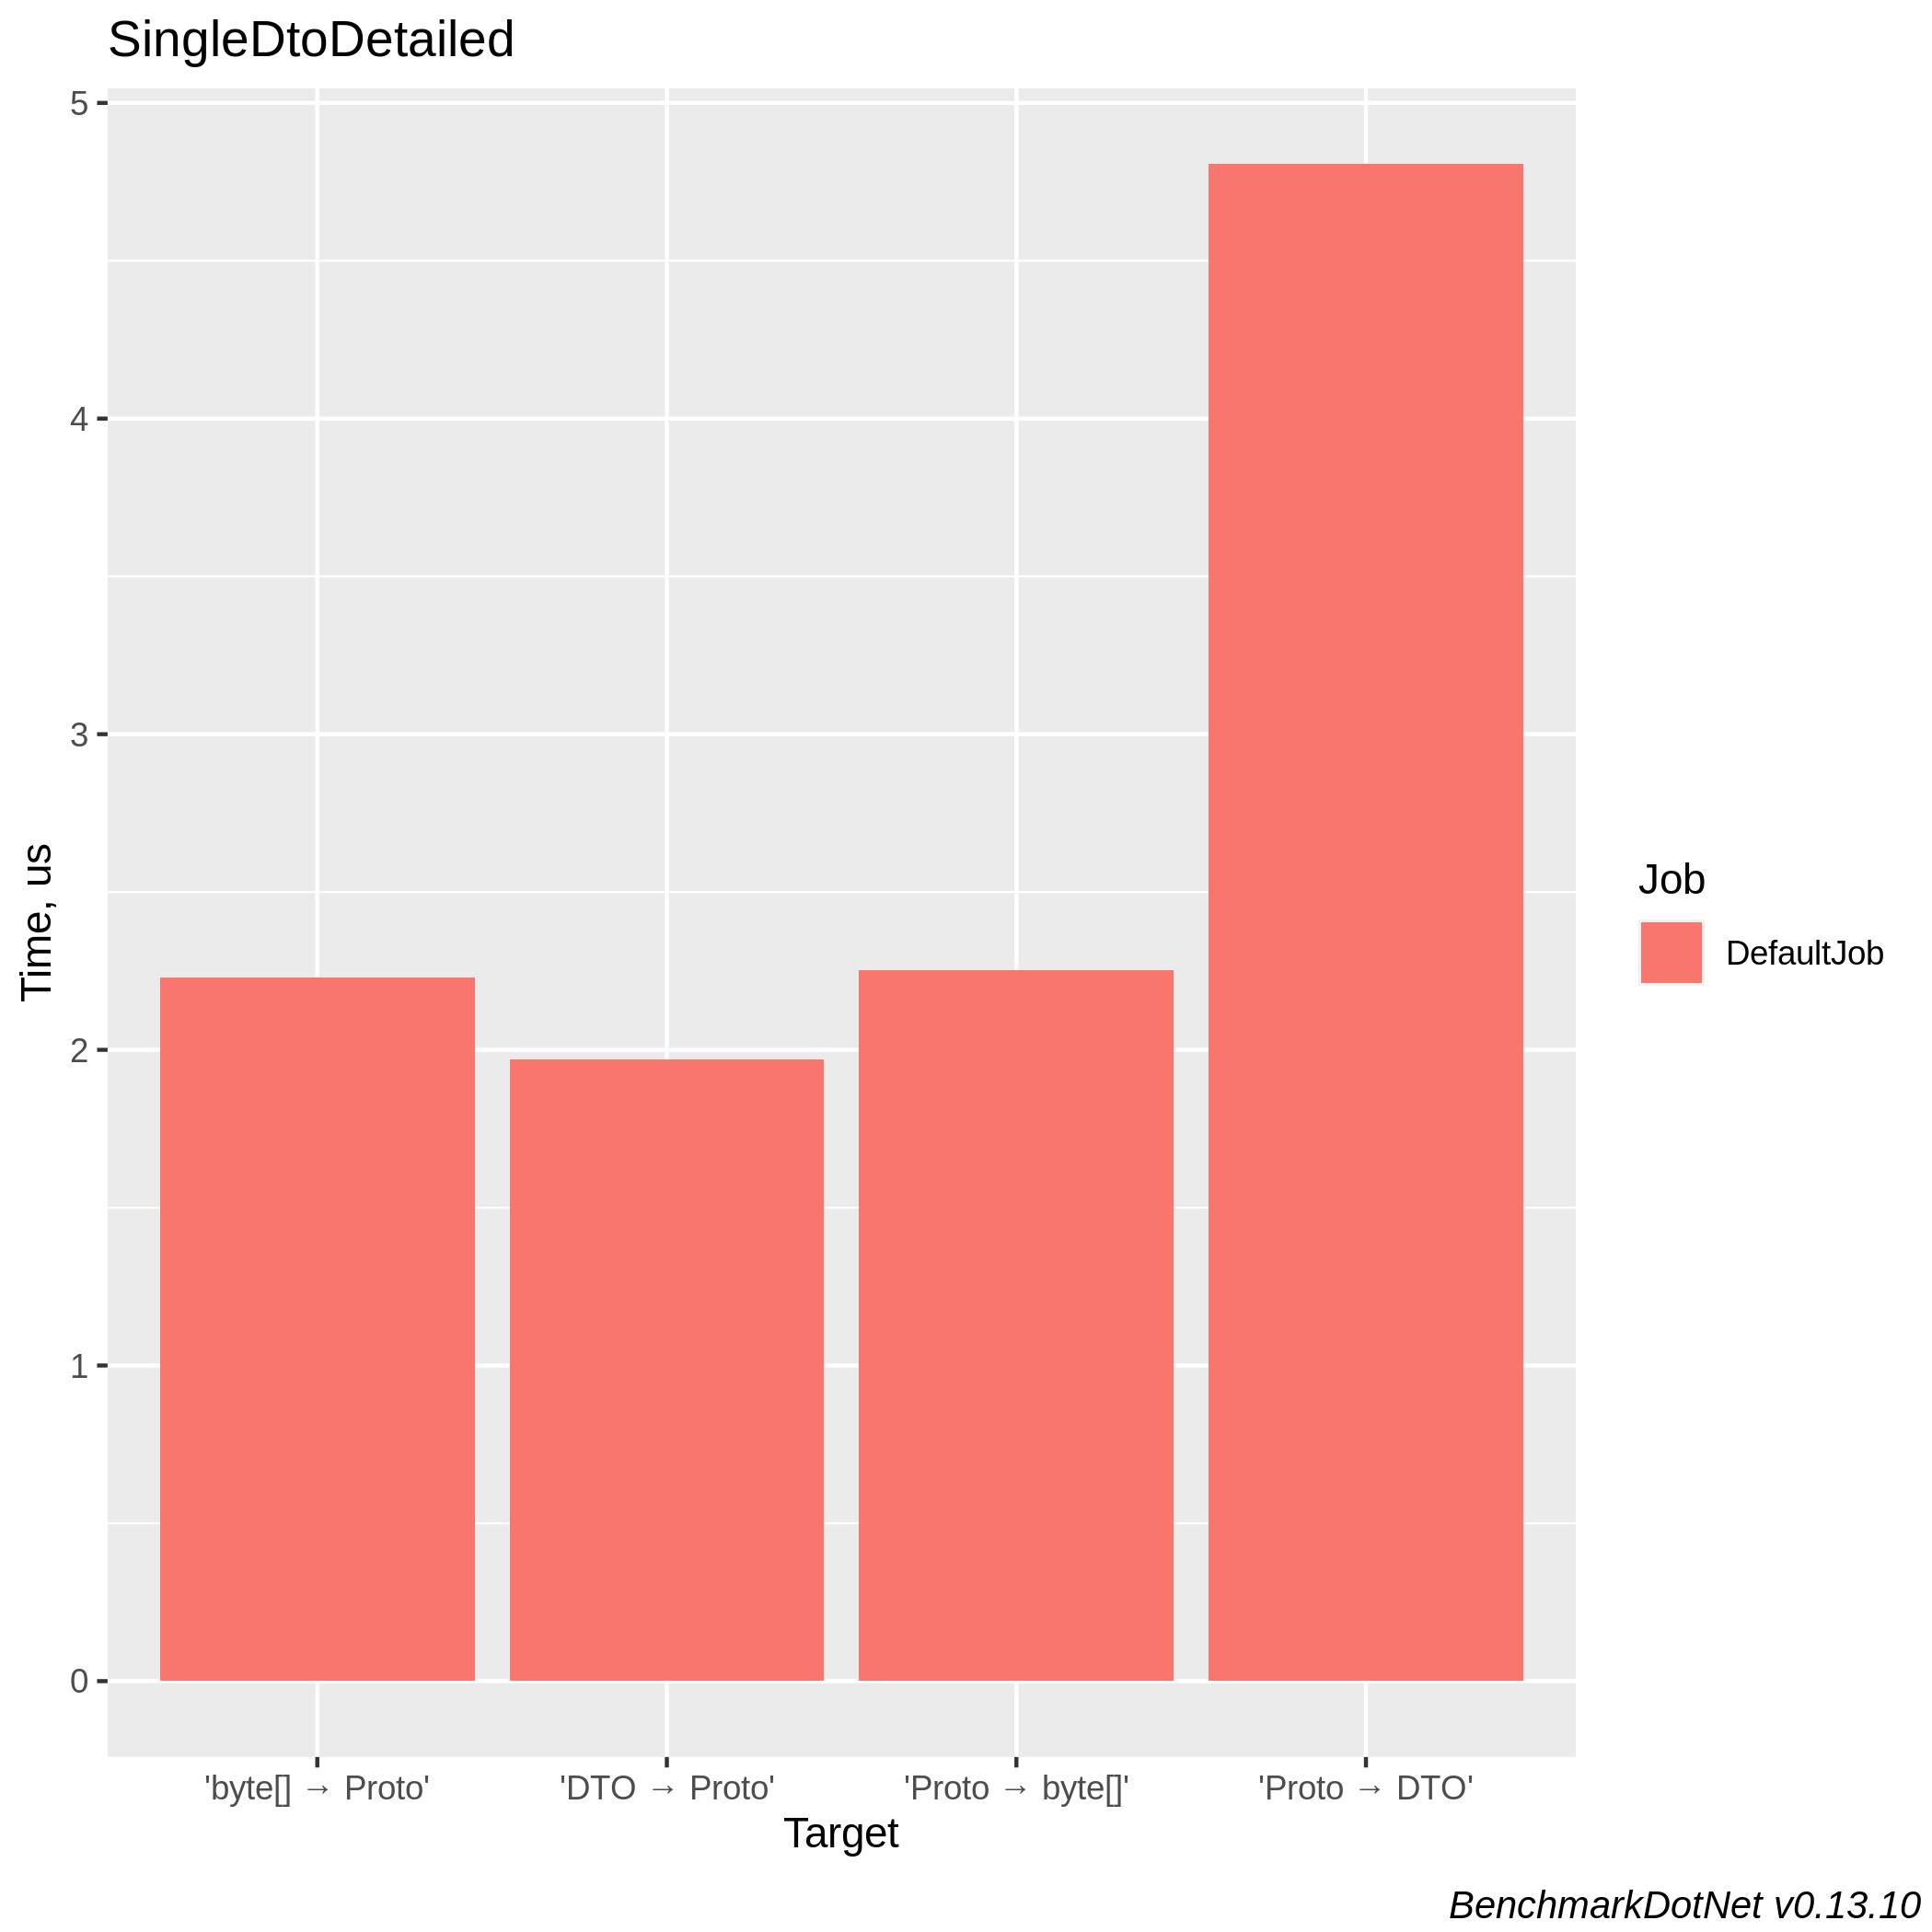 SingleDtoDetailed
5
4
3
2
1
0
Time, us
'byte[] → Proto'
'DTO → Proto'
'Proto → byte[]'
'Proto → DTO'
Target
Job
DefaultJob
BenchmarkDotNet v0.13.10